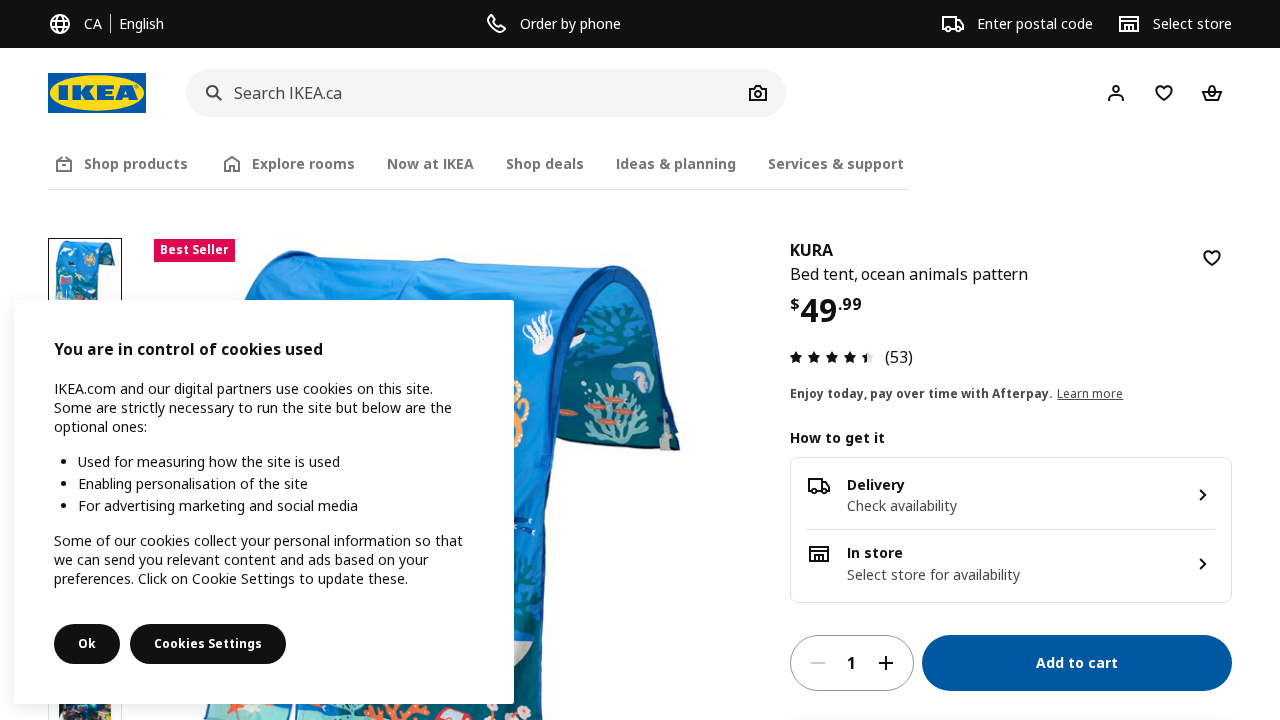 CA
English
Order by phone
Enter postal code
Select store
IKEA
Search IKEA.ca
Shop products
Explore rooms
Now at IKEA
Shop deals
Ideas & planning
Services & support
Best Seller
KURA
Bed tent, ocean animals pattern
$49.99
(53)
Enjoy today, pay over time with Afterpay. Learn more
How to get it
Delivery
Check availability
In store
Select store for availability
1
Add to cart
You are in control of cookies used
IKEA.com and our digital partners use cookies on this site.
Some are strictly necessary to run the site but below are the
optional ones:
Used for measuring how the site is used
Enabling personalisation of the site
For advertising marketing and social media
Some of our cookies collect your personal information so that
we can send you relevant content and ads based on your
preferences. Click on Cookie Settings to update these.
Ok
Cookies Settings